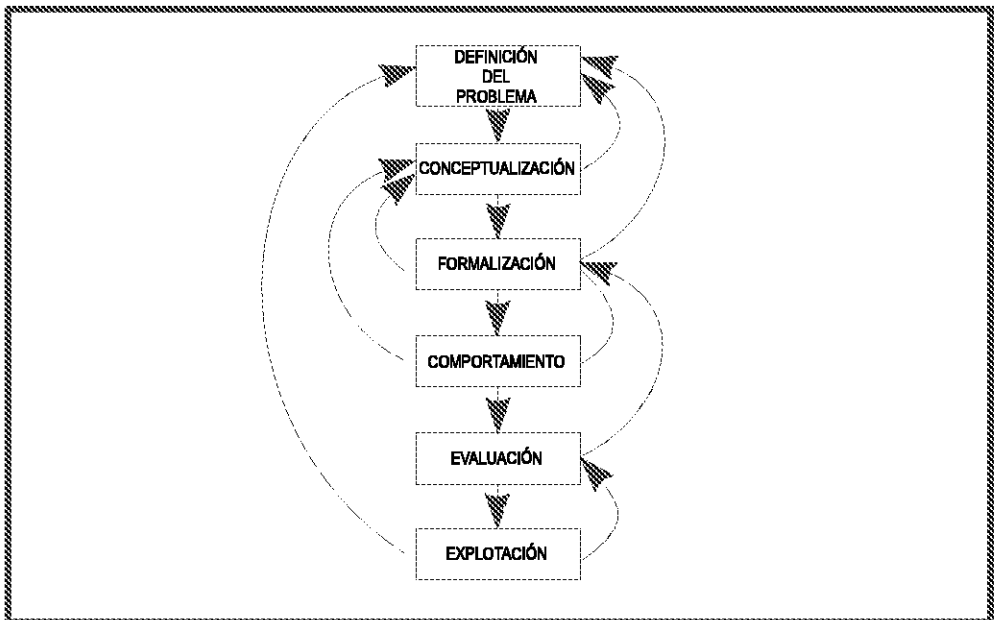 DEFINICIÓN
DEL
PROBLEMA
CONCEPTUALIZACIÓN
FORMALIZACIÓN
COMPORTAMIENTO
EVALUACIÓN
EXPLOTACIÓN